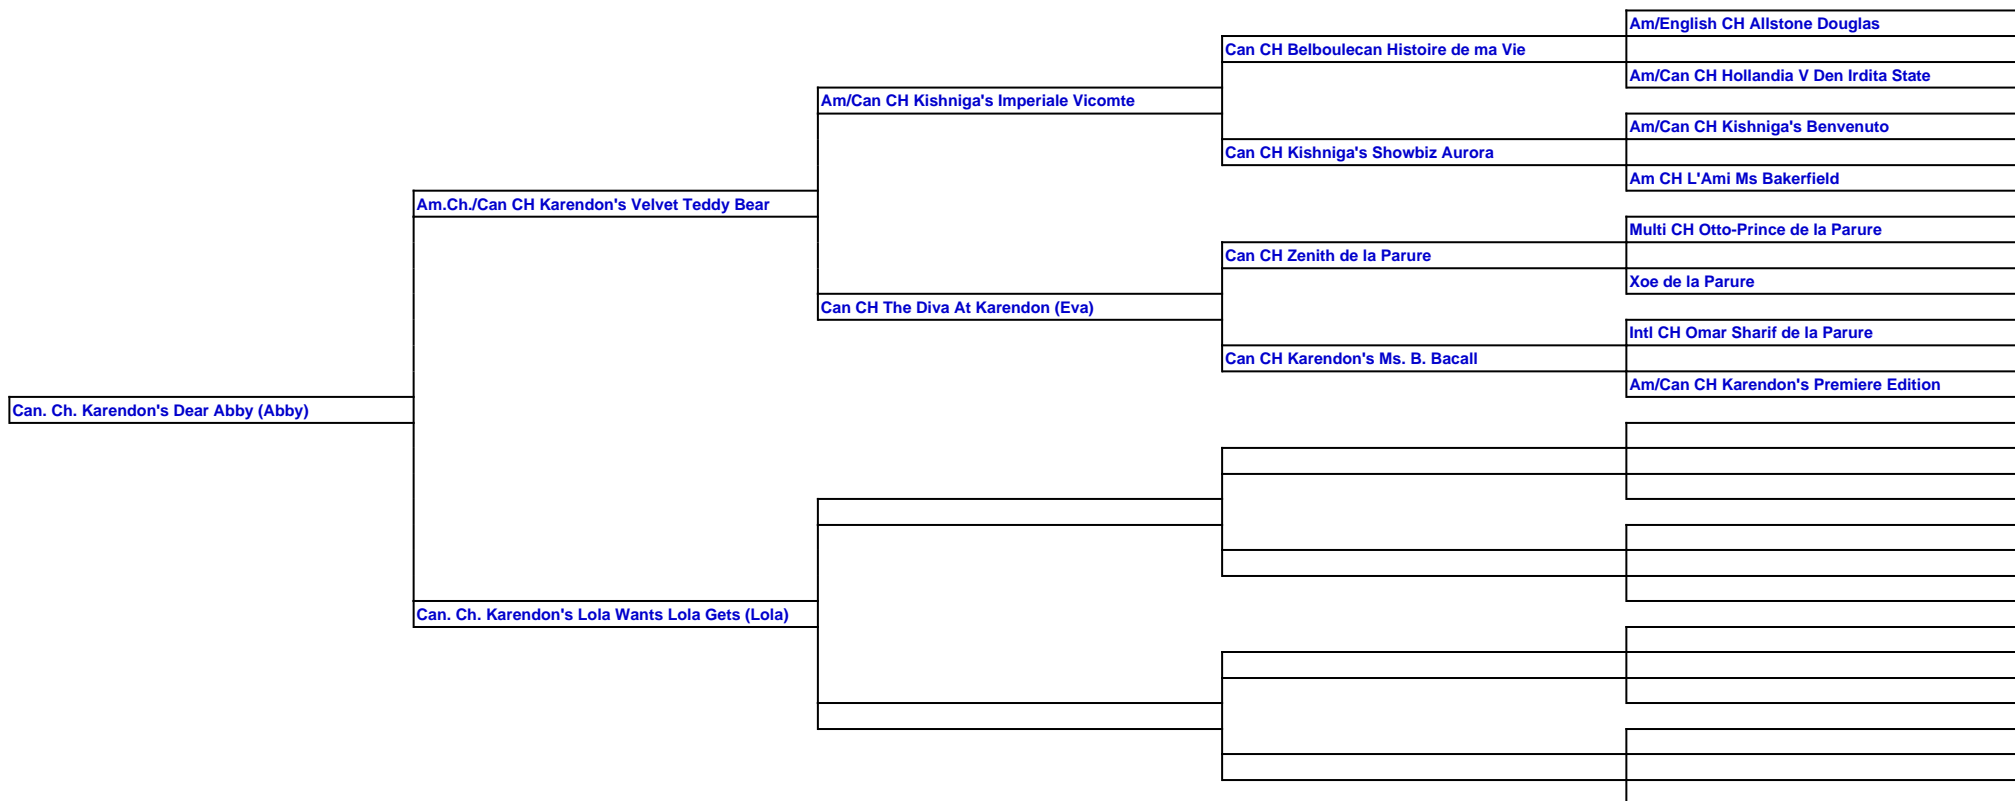 Am/English CH Allstone Douglas
Can CH Belboulecan Histoire de ma Vie
Am/Can CH Hollandia V Den Irdita State
Am/Can CH Kishniga's Imperiale Vicomte
Am/Can CH Kishniga's Benvenuto
Can CH Kishniga's Showbiz Aurora
Am CH L'Ami Ms Bakerfield
Am.Ch./Can CH Karendon's Velvet Teddy Bear
Multi CH Otto-Prince de la Parure
Can CH Zenith de la Parure
Xoe de la Parure
Can CH The Diva At Karendon (Eva)
Intl CH Omar Sharif de la Parure
Can CH Karendon's Ms. B. Bacall
Am/Can CH Karendon's Premiere Edition
Can. Ch. Karendon's Dear Abby (Abby)
Can. Ch. Karendon's Lola Wants Lola Gets (Lola)